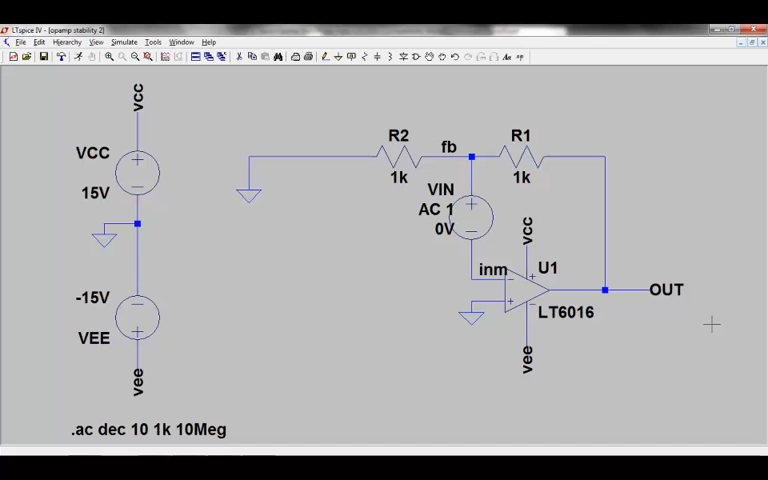 LTspice IV - [opamp stability 2]
File Edit Hierarchy View Simulate Tools Window Help
vcc
VCC
15V
-15V
VEE
vee
.ac dec 10 1k 10Meg
R2
1k
fb
R1
1k
VIN
AC 1
0V
vcc
inm
U1
LT6016
vee
OUT